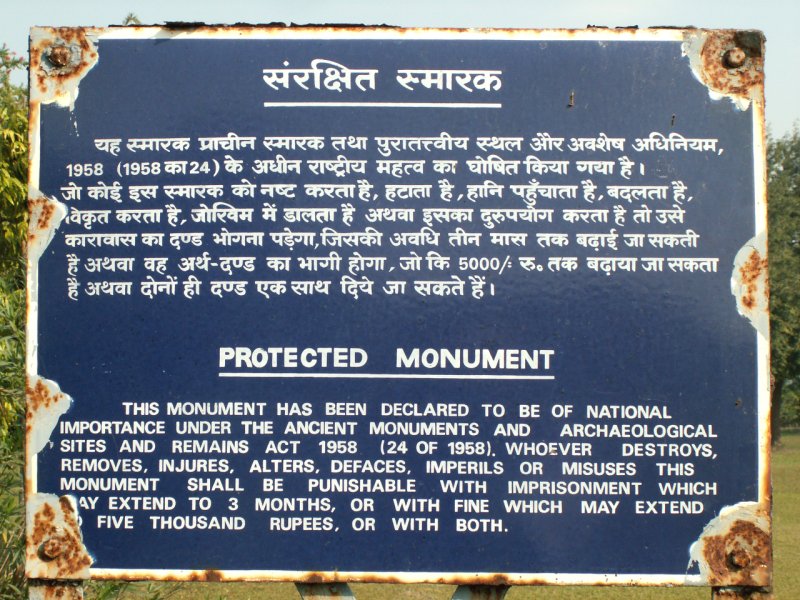 संरक्षित स्मारक
यह स्मारक प्राचीन स्मारक तथा पुरातत्त्वीय स्थल और अवशेष अधिनियम,
1958 (1958 का 24) के अधीन राष्ट्रीय महत्व का घोषित किया गया है।
जो कोई इस स्मारक को नष्ट करता है, हटाता है, हानि पहुँचाता है, बदलता है,
विकृत करता है, जोखिम में डालता है अथवा इसका दुरुपयोग करता है तो उसे
कारावास का दण्ड भोगना पड़ेगा, जिसकी अवधि तीन मास तक बढ़ाई जा सकती
है अथवा वह अर्थ-दण्ड का भागी होगा, जो कि 5000/- रु० तक बढ़ाया जा सकता
है अथवा दोनों ही दण्ड एक साथ दिये जा सकते हैं।
PROTECTED MONUMENT
THIS MONUMENT HAS BEEN DECLARED TO BE OF NATIONAL
IMPORTANCE UNDER THE ANCIENT MONUMENTS AND ARCHAEOLOGICAL
SITES AND REMAINS ACT 1958 (24 OF 1958). WHOEVER DESTROYS,
REMOVES, INJURES, ALTERS, DEFACES, IMPERILS OR MISUSES THIS
MONUMENT SHALL BE PUNISHABLE WITH IMPRISONMENT WHICH
MAY EXTEND TO 3 MONTHS, OR WITH FINE WHICH MAY EXTEND
TO FIVE THOUSAND RUPEES, OR WITH BOTH.